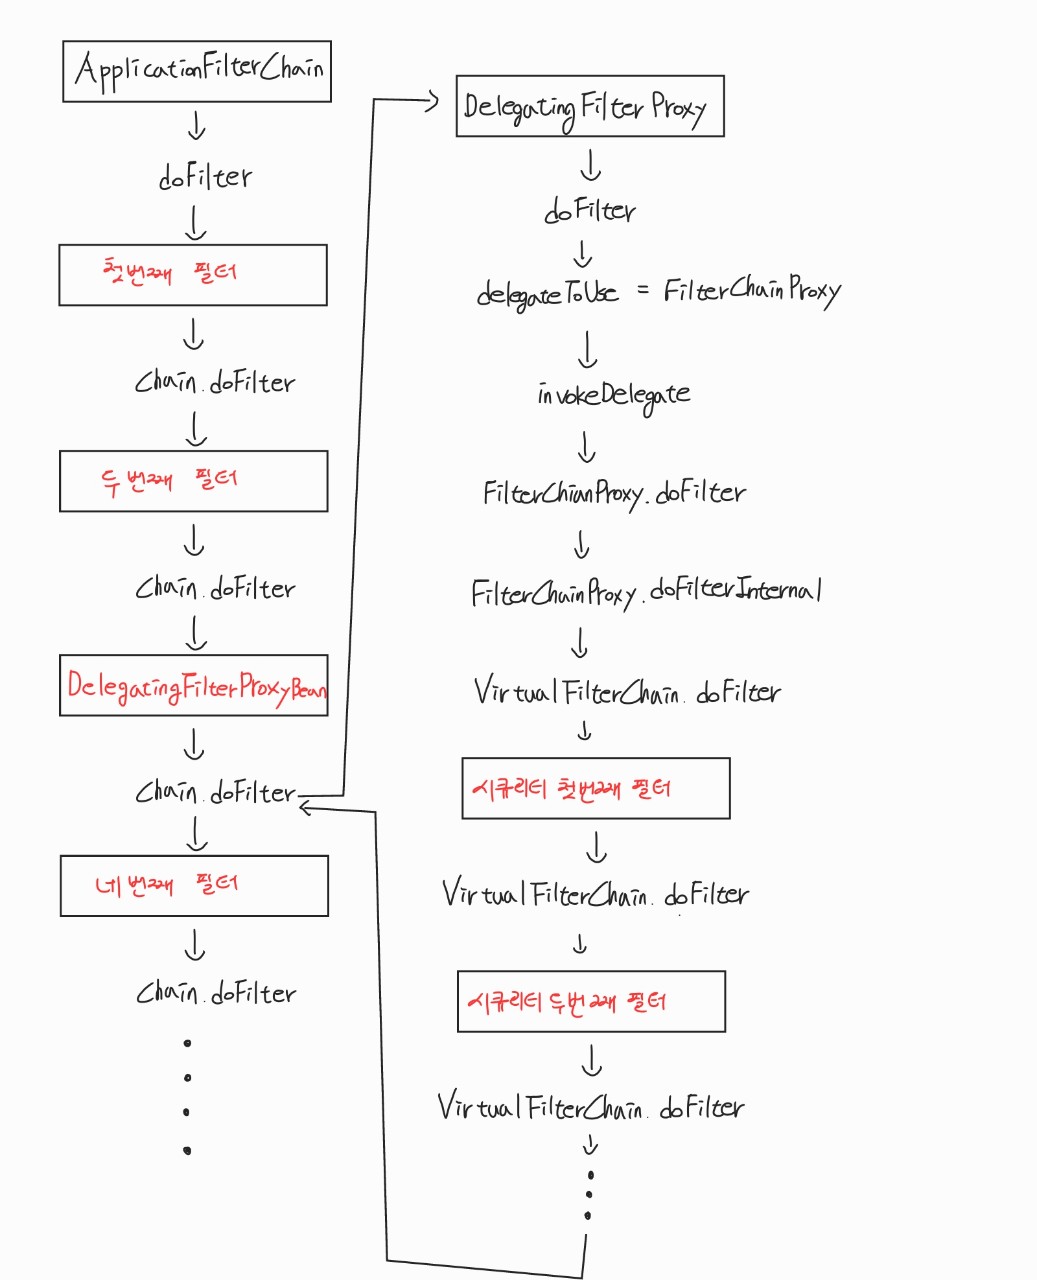 ApplicationFilterChain
doFilter
첫번째 필터
Chain.doFilter
두번째 필터
Chain.doFilter
DelegatingFilterProxyBean
Chain.doFilter
네번째 필터
Chain.doFilter
DelegatingFilterProxy
doFilter
delegateToUse = FilterChainProxy
invokeDelegate
FilterChianProxy.doFilter
FilterChainProxy.doFilterInternal
VirtualFilterChain.doFilter
시큐리티 첫번째 필터
VirtualFilterChain.doFilter
시큐리티 두번째 필터
VirtualFilterChain.doFilter